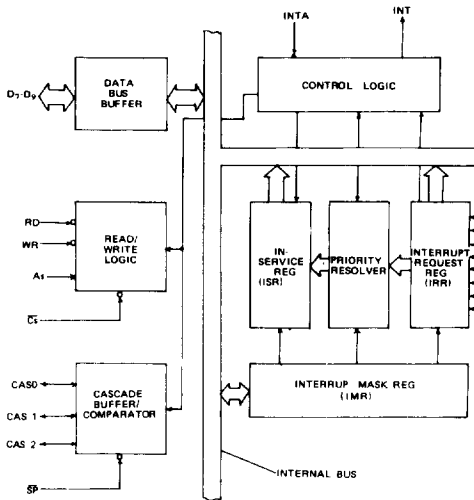 INTA
INT
D7-D9
DATA
BUS
BUFFER
CONTROL LOGIC
RD
WR
As
Cs
READ/
WRITE
LOGIC
IN-
SERVICE
REG
(ISR)
PRIORITY
RESOLVER
INTERRUPT
REQUEST
REG
(IRR)
CAS0
CAS 1
CAS 2
SP
CASCADE
BUFFER/
COMPARATOR
INTERRUP MASK REG
(IMR)
INTERNAL BUS